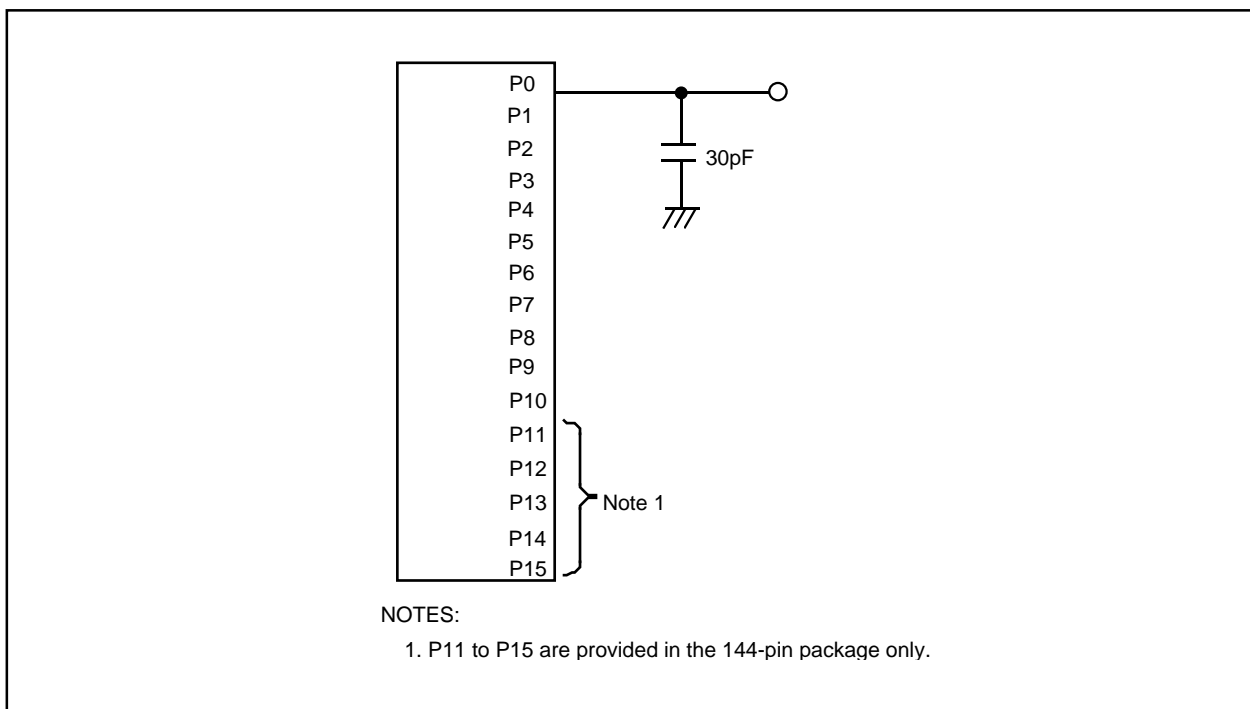 P0
P1
P2
P3
P4
P5
P6
P7
P8
P9
P10
P11
P12
P13
P14
P15
30pF
Note 1
NOTES:
1. P11 to P15 are provided in the 144-pin package only.